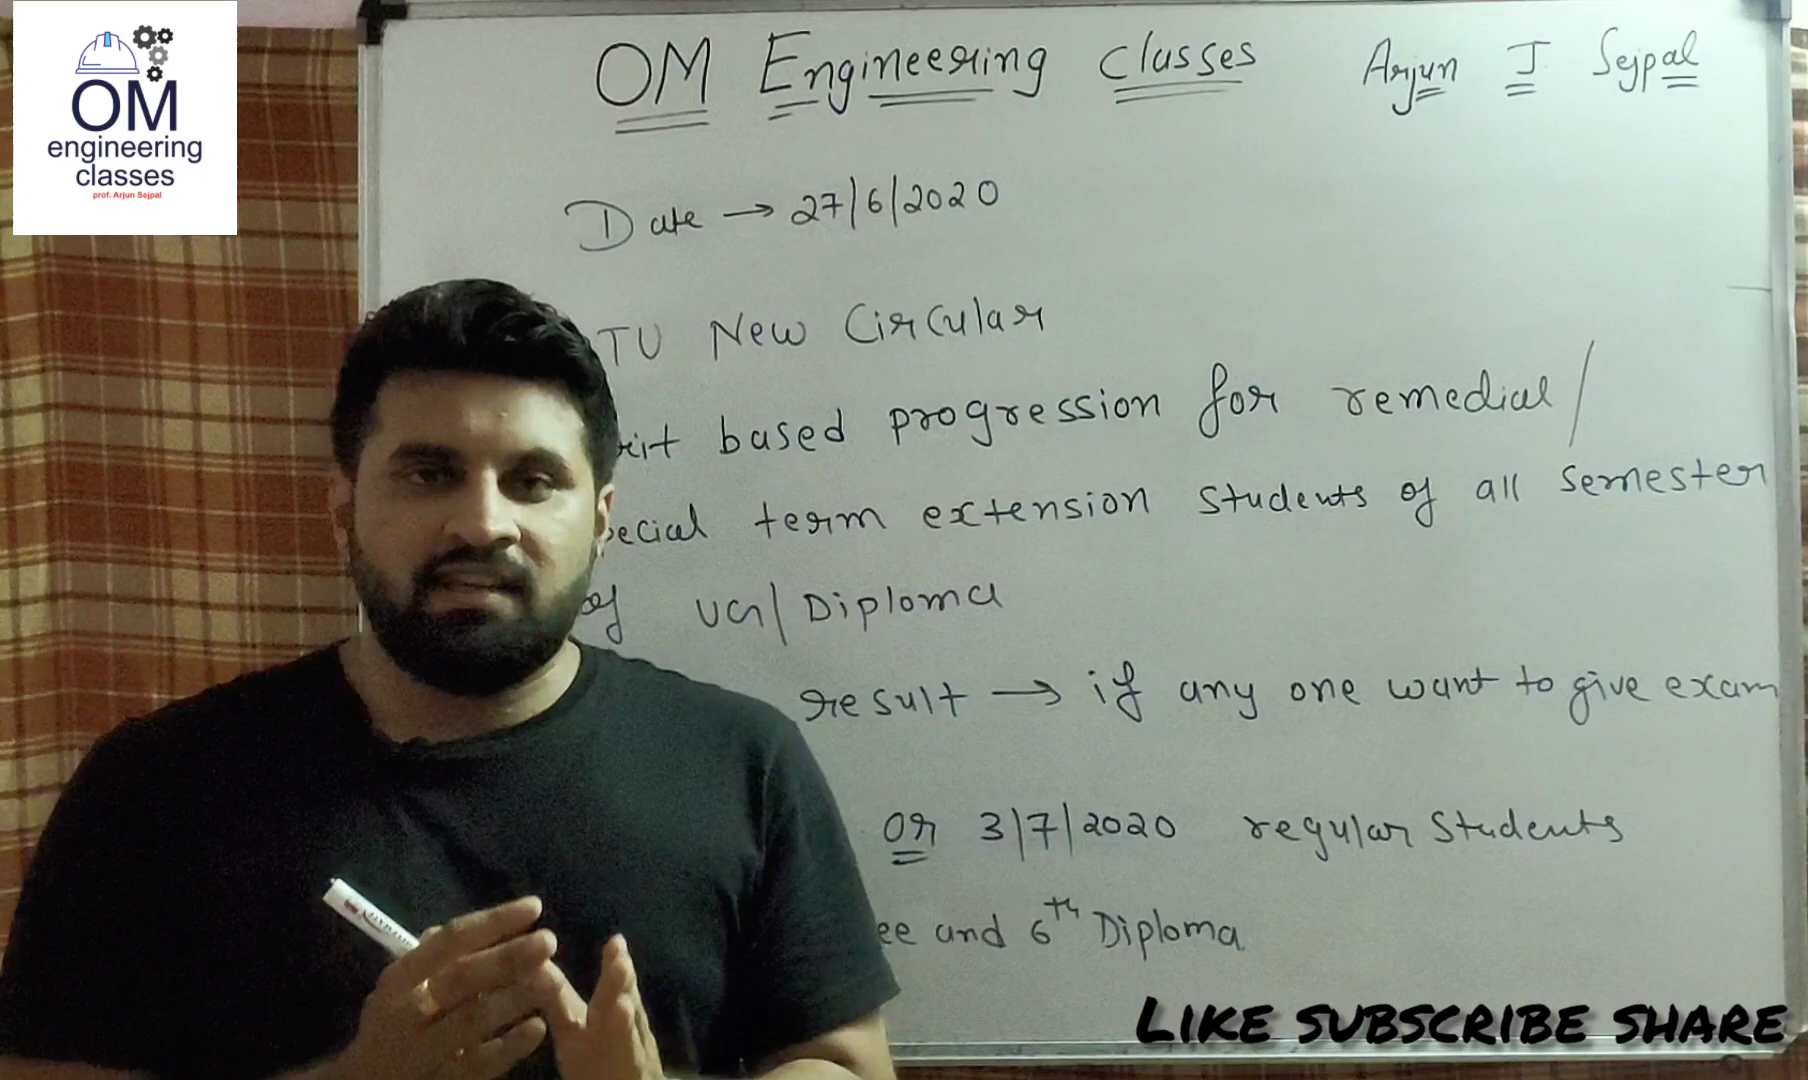 OM
engineering
classes
prof. Arjun Sejpal
OM Engineering Classes Arjun J Sejpal
Date → 27/6/2020
TU New Circular
based progression for remedial /
term extension students of all semester
of UG/Diploma
result → if any one want to give exam
or 3/7/2020 regular students
and 6th Diploma
LIKE SUBSCRIBE SHARE